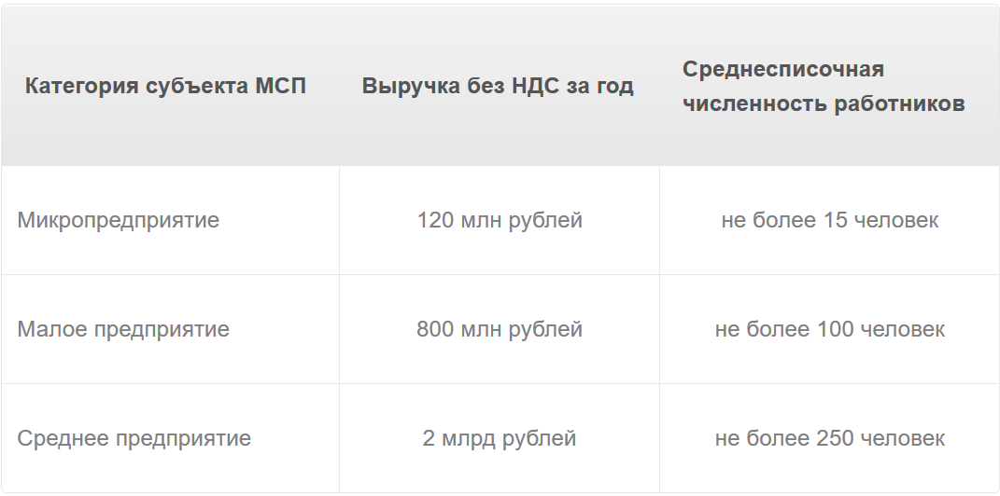 Категория субъекта МСП
Выручка без НДС за год
Среднесписочная
численность работников
Микропредприятие
120 млн рублей
не более 15 человек
Малое предприятие
800 млн рублей
не более 100 человек
Среднее предприятие
2 млрд рублей
не более 250 человек